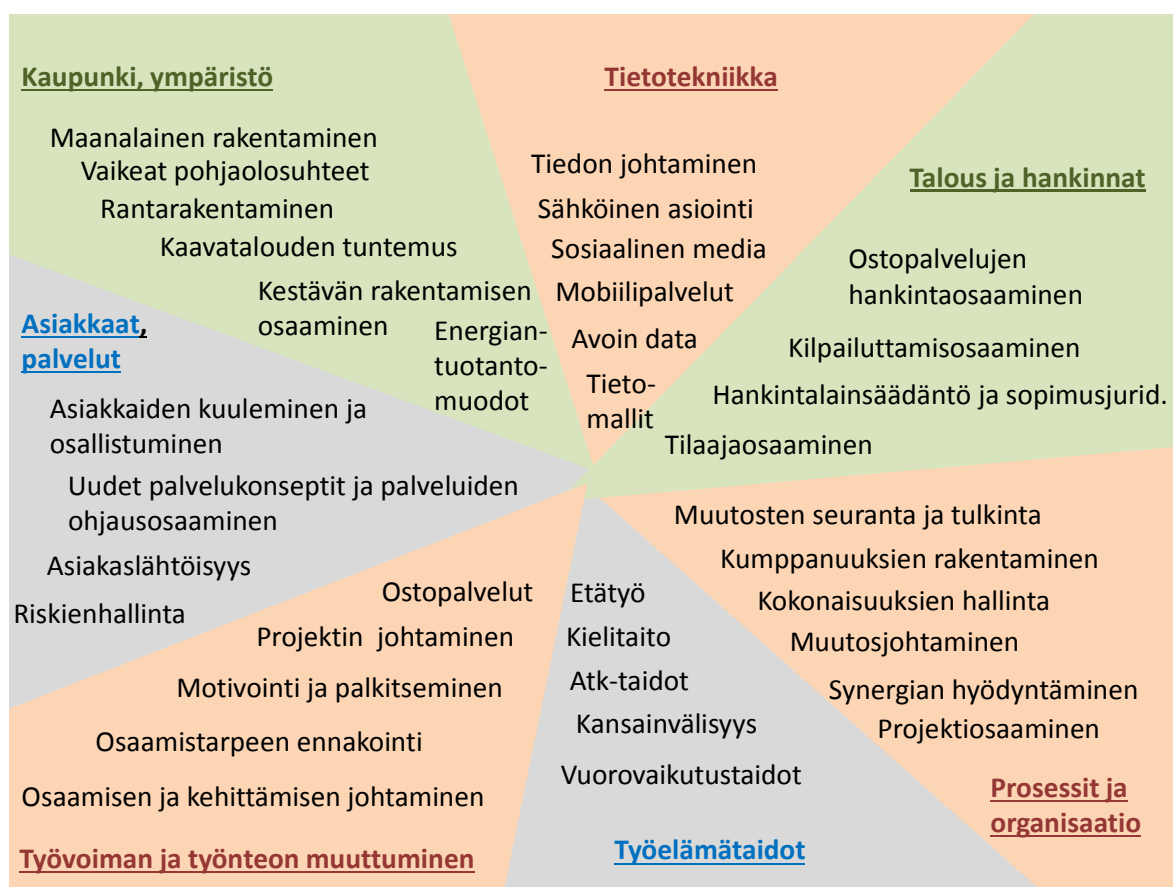 Kaupunki, ympäristö
Maanalainen rakentaminen
Vaikeat pohjaolosuhteet
Rantarakentaminen
Kaavatalouden tuntemus
Kestävän rakentamisen
osaaminen
Energian-
tuotanto-
muodot
Tietotekniikka
Tiedon johtaminen
Sähköinen asiointi
Sosiaalinen media
Mobiilipalvelut
Avoin data
Tieto-
mallit
Talous ja hankinnat
Ostopalvelujen
hankintaosaaminen
Kilpailuttamisosaaminen
Hankintalainsäädäntö ja sopimusjurid.
Tilaajaosaaminen
Asiakkaat,
palvelut
Asiakkaiden kuuleminen ja
osallistuminen
Uudet palvelukonseptit ja palveluiden
ohjausosaaminen
Asiakaslähtöisyys
Riskienhallinta
Ostopalvelut
Projektin johtaminen
Motivointi ja palkitseminen
Osaamistarpeen ennakointi
Osaamisen ja kehittämisen johtaminen
Työvoiman ja työnteon muuttuminen
Etätyö
Kielitaito
Atk-taidot
Kansainvälisyys
Vuorovaikutustaidot
Työelämätaidot
Muutosten seuranta ja tulkinta
Kumppanuuksien rakentaminen
Kokonaisuuksien hallinta
Muutosjohtaminen
Synergian hyödyntäminen
Projektiosaaminen
Prosessit ja
organisaatio